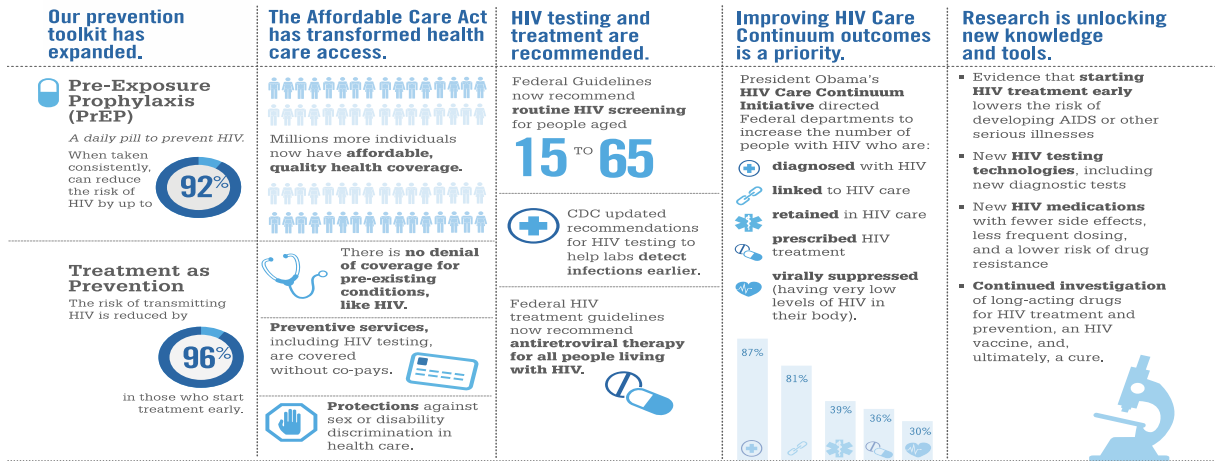 Our prevention
toolkit has
expanded.
Pre-Exposure
Prophylaxis
(PrEP)
A daily pill to prevent HIV.
When taken
consistently,
can reduce
the risk of
HIV by up to
92%
Treatment as
Prevention
The risk of transmitting
HIV is reduced by
96%
in those who start
treatment early.
The Affordable Care Act
has transformed health
care access.
Millions more individuals
now have affordable,
quality health coverage.
There is no denial
of coverage for
pre-existing
conditions,
like HIV.
Preventive services,
including HIV testing,
are covered
without co-pays.
Protections against
sex or disability
discrimination in
health care.
HIV testing and
treatment are
recommended.
Federal Guidelines
now recommend
routine HIV screening
for people aged
15 TO 65
CDC updated
recommendations
for HIV testing to
help labs detect
infections earlier.
Federal HIV
treatment guidelines
now recommend
antiretroviral therapy
for all people living
with HIV.
Improving HIV Care
Continuum outcomes
is a priority.
President Obama's
HIV Care Continuum
Initiative directed
Federal departments to
increase the number of
people with HIV who are:
diagnosed with HIV
linked to HIV care
retained in HIV care
prescribed HIV
treatment
virally suppressed
(having very low
levels of HIV in
their body).
87%
81%
39%
36%
30%
Research is unlocking
new knowledge
and tools.
▪ Evidence that starting
HIV treatment early
lowers the risk of
developing AIDS or other
serious illnesses
▪ New HIV testing
technologies, including
new diagnostic tests
▪ New HIV medications
with fewer side effects,
less frequent dosing,
and a lower risk of drug
resistance
▪ Continued investigation
of long-acting drugs
for HIV treatment and
prevention, an HIV
vaccine, and,
ultimately, a cure.